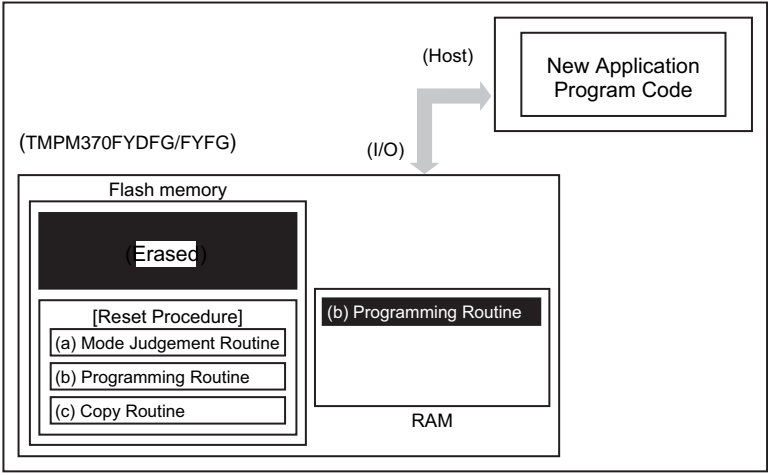 (Host)
New Application
Program Code
(TMPM370FYDFG/FYFG)
(I/O)
Flash memory
(Erased)
[Reset Procedure]
(a) Mode Judgement Routine
(b) Programming Routine
(c) Copy Routine
(b) Programming Routine
RAM